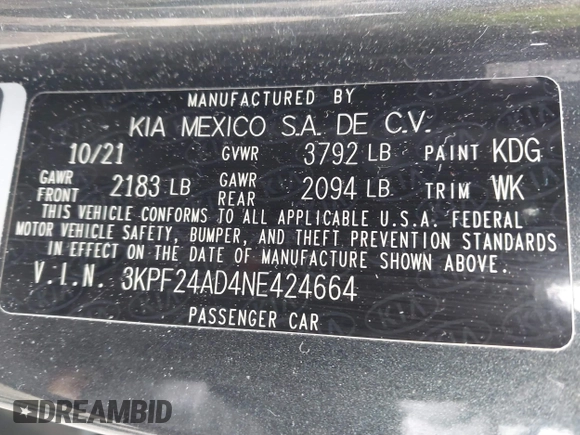 MANUFACTURED BY
KIA MEXICO S.A. DE C.V.
10/21 GVWR 3792 LB PAINT KDG
GAWR FRONT 2183 LB GAWR REAR 2094 LB TRIM WK
THIS VEHICLE CONFORMS TO ALL APPLICABLE U.S.A. FEDERAL
MOTOR VEHICLE SAFETY, BUMPER, AND THEFT PREVENTION STANDARDS
IN EFFECT ON THE DATE OF MANUFACTURE SHOWN ABOVE.
V.I.N. 3KPF24AD4NE424664
PASSENGER CAR
DREAMBID